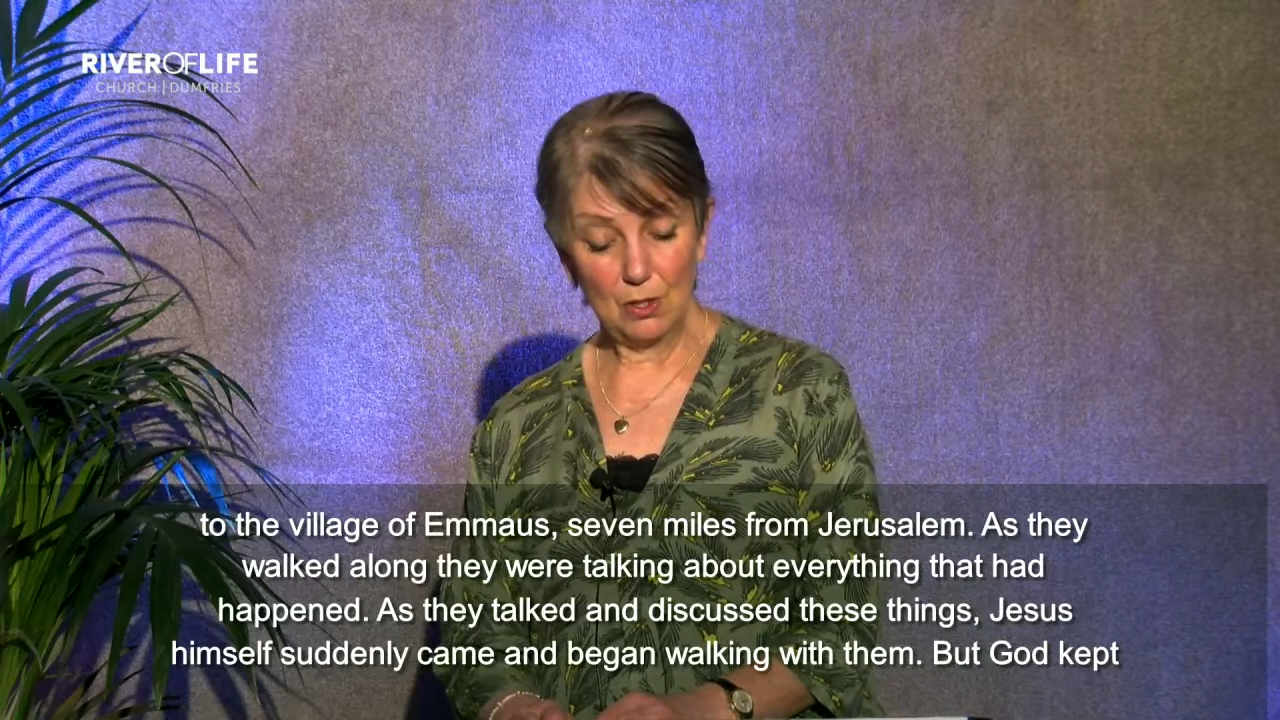 RIVEROFLIFE
CHURCH | DUMFRIES
to the village of Emmaus, seven miles from Jerusalem. As they
walked along they were talking about everything that had
happened. As they talked and discussed these things, Jesus
himself suddenly came and began walking with them. But God kept